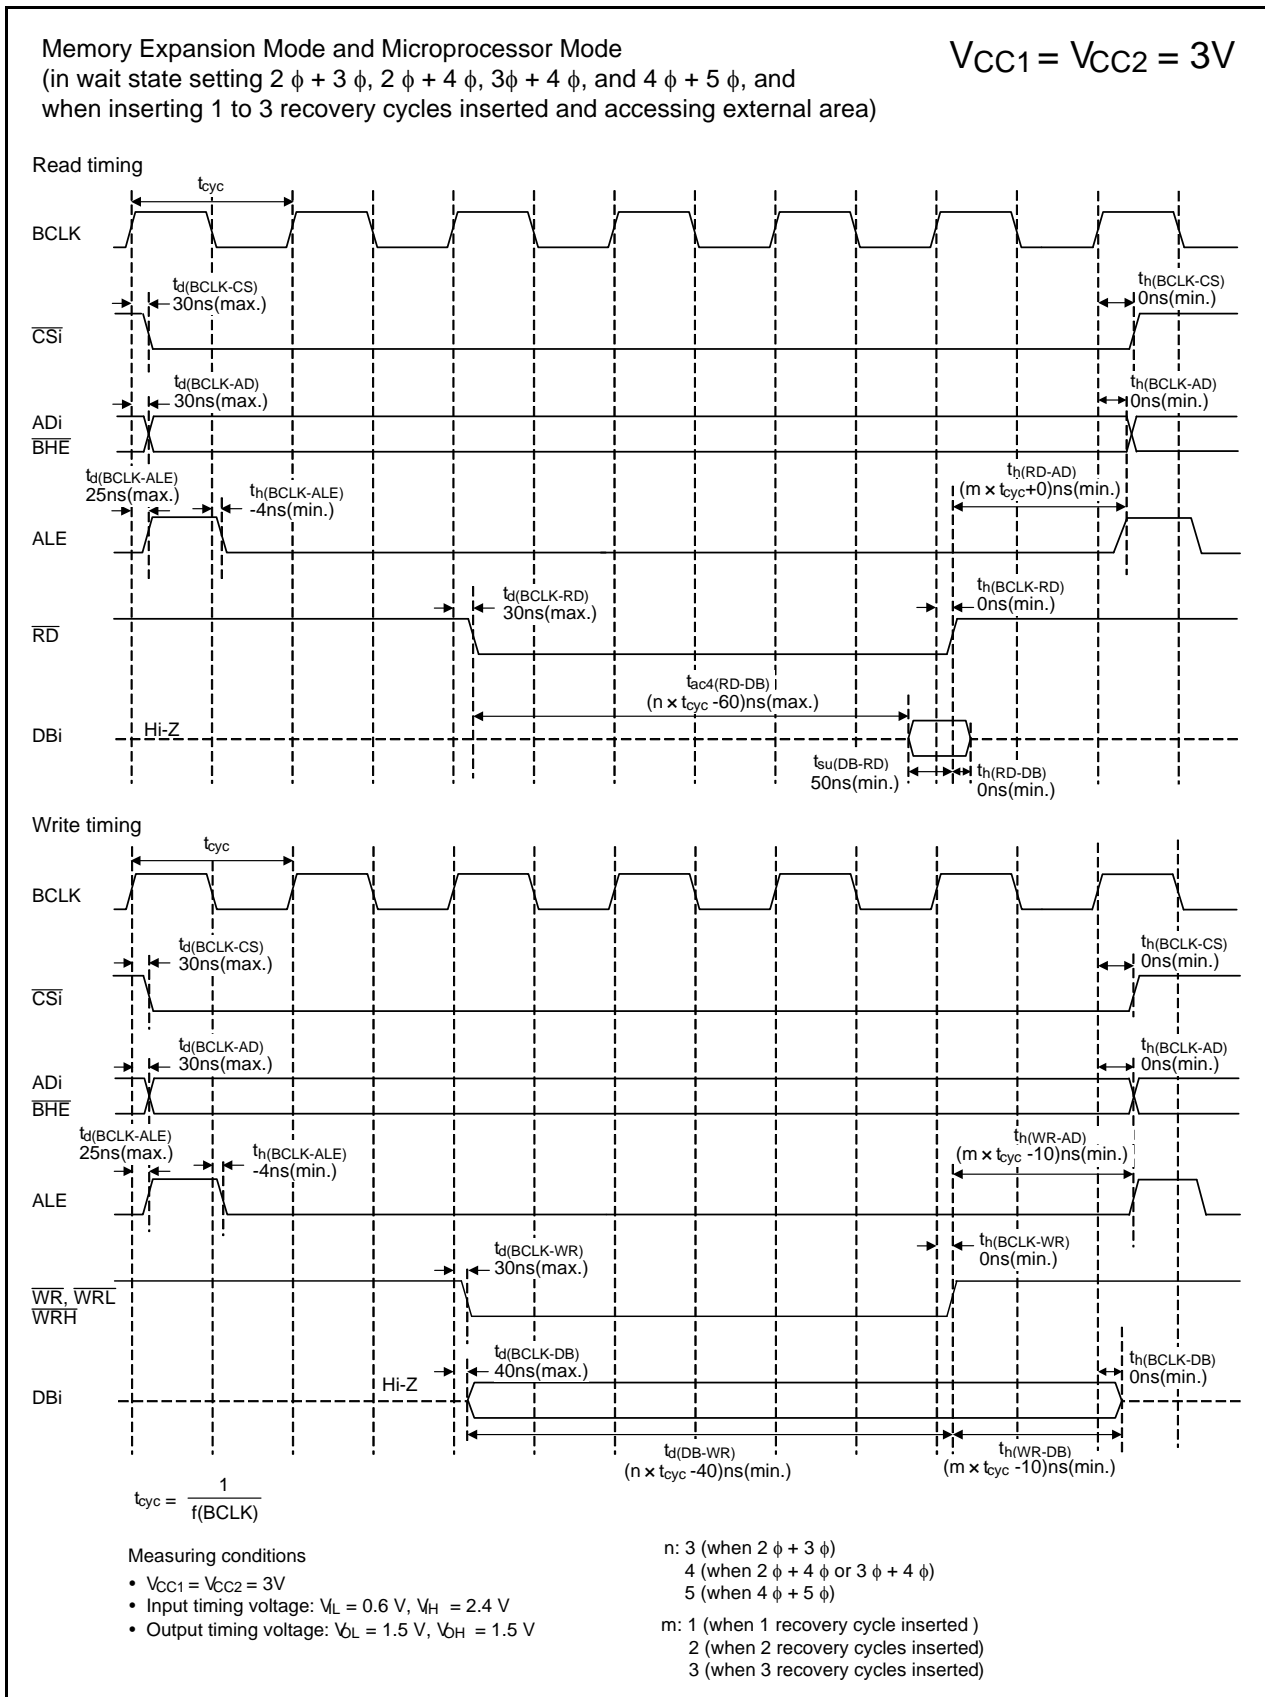 Memory Expansion Mode and Microprocessor Mode
(in wait state setting 2 ϕ + 3 ϕ, 2 ϕ + 4 ϕ, 3ϕ + 4 ϕ, and 4 ϕ + 5 ϕ, and
when inserting 1 to 3 recovery cycles inserted and accessing external area)
VCC1 = VCC2 = 3V
Read timing
tcyc
BCLK
td(BCLK-CS)
30ns(max.)
th(BCLK-CS)
0ns(min.)
CSi
td(BCLK-AD)
30ns(max.)
th(BCLK-AD)
0ns(min.)
ADi
BHE
td(BCLK-ALE)
25ns(max.)
th(BCLK-ALE)
-4ns(min.)
th(RD-AD)
(m × tcyc+0)ns(min.)
ALE
td(BCLK-RD)
30ns(max.)
th(BCLK-RD)
0ns(min.)
RD
tac4(RD-DB)
(n × tcyc -60)ns(max.)
DBi
Hi-Z
tsu(DB-RD)
50ns(min.)
th(RD-DB)
0ns(min.)
Write timing
tcyc
BCLK
td(BCLK-CS)
30ns(max.)
th(BCLK-CS)
0ns(min.)
CSi
td(BCLK-AD)
30ns(max.)
th(BCLK-AD)
0ns(min.)
ADi
BHE
td(BCLK-ALE)
25ns(max.)
th(BCLK-ALE)
-4ns(min.)
th(WR-AD)
(m × tcyc -10)ns(min.)
ALE
td(BCLK-WR)
30ns(max.)
th(BCLK-WR)
0ns(min.)
WR, WRL
WRH
td(BCLK-DB)
40ns(max.)
th(BCLK-DB)
0ns(min.)
Hi-Z
DBi
td(DB-WR)
(n × tcyc -40)ns(min.)
th(WR-DB)
(m × tcyc -10)ns(min.)
tcyc = 1
f(BCLK)
Measuring conditions
• VCC1 = VCC2 = 3V
• Input timing voltage: VIL = 0.6 V, VIH = 2.4 V
• Output timing voltage: VOL = 1.5 V, VOH = 1.5 V
n: 3 (when 2 ϕ + 3 ϕ)
4 (when 2 ϕ + 4 ϕ or 3 ϕ + 4 ϕ)
5 (when 4 ϕ + 5 ϕ)
m: 1 (when 1 recovery cycle inserted )
2 (when 2 recovery cycles inserted)
3 (when 3 recovery cycles inserted)